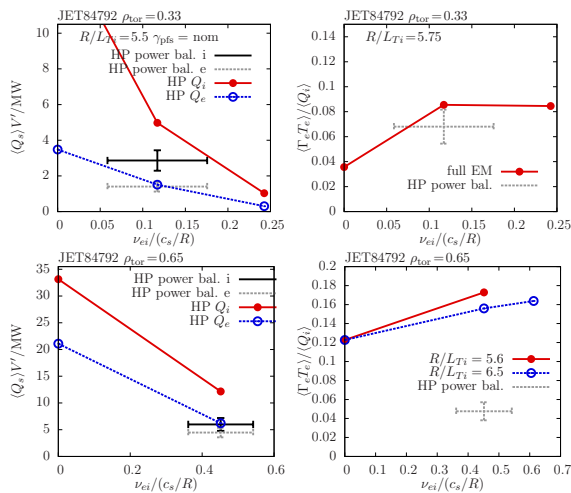 JET84792 ρtor=0.33
R/LTi=5.5 γpfs = nom
HP power bal. i
HP power bal. e
HP Qi
HP Qe
⟨Qs⟩V′/MW
10
8
6
4
2
0
0 0.05 0.1 0.15 0.2 0.25
νei/(cs/R)
JET84792 ρtor=0.33
R/LTi=5.75
full EM
HP power bal.
⟨ΓeTe⟩/⟨Qi⟩
0.14
0.12
0.1
0.08
0.06
0.04
0.02
0
0 0.05 0.1 0.15 0.2 0.25
νei/(cs/R)
JET84792 ρtor=0.65
HP power bal. i
HP power bal. e
HP Qi
HP Qe
⟨Qs⟩V′/MW
35
30
25
20
15
10
5
0
0 0.1 0.2 0.3 0.4 0.5 0.6
νei/(cs/R)
JET84792 ρtor=0.65
R/LTi= 5.6
R/LTi= 6.5
HP power bal.
⟨ΓeTe⟩/⟨Qi⟩
0.2
0.18
0.16
0.14
0.12
0.1
0.08
0.06
0.04
0.02
0
0 0.1 0.2 0.3 0.4 0.5 0.6 0.7
νei/(cs/R)